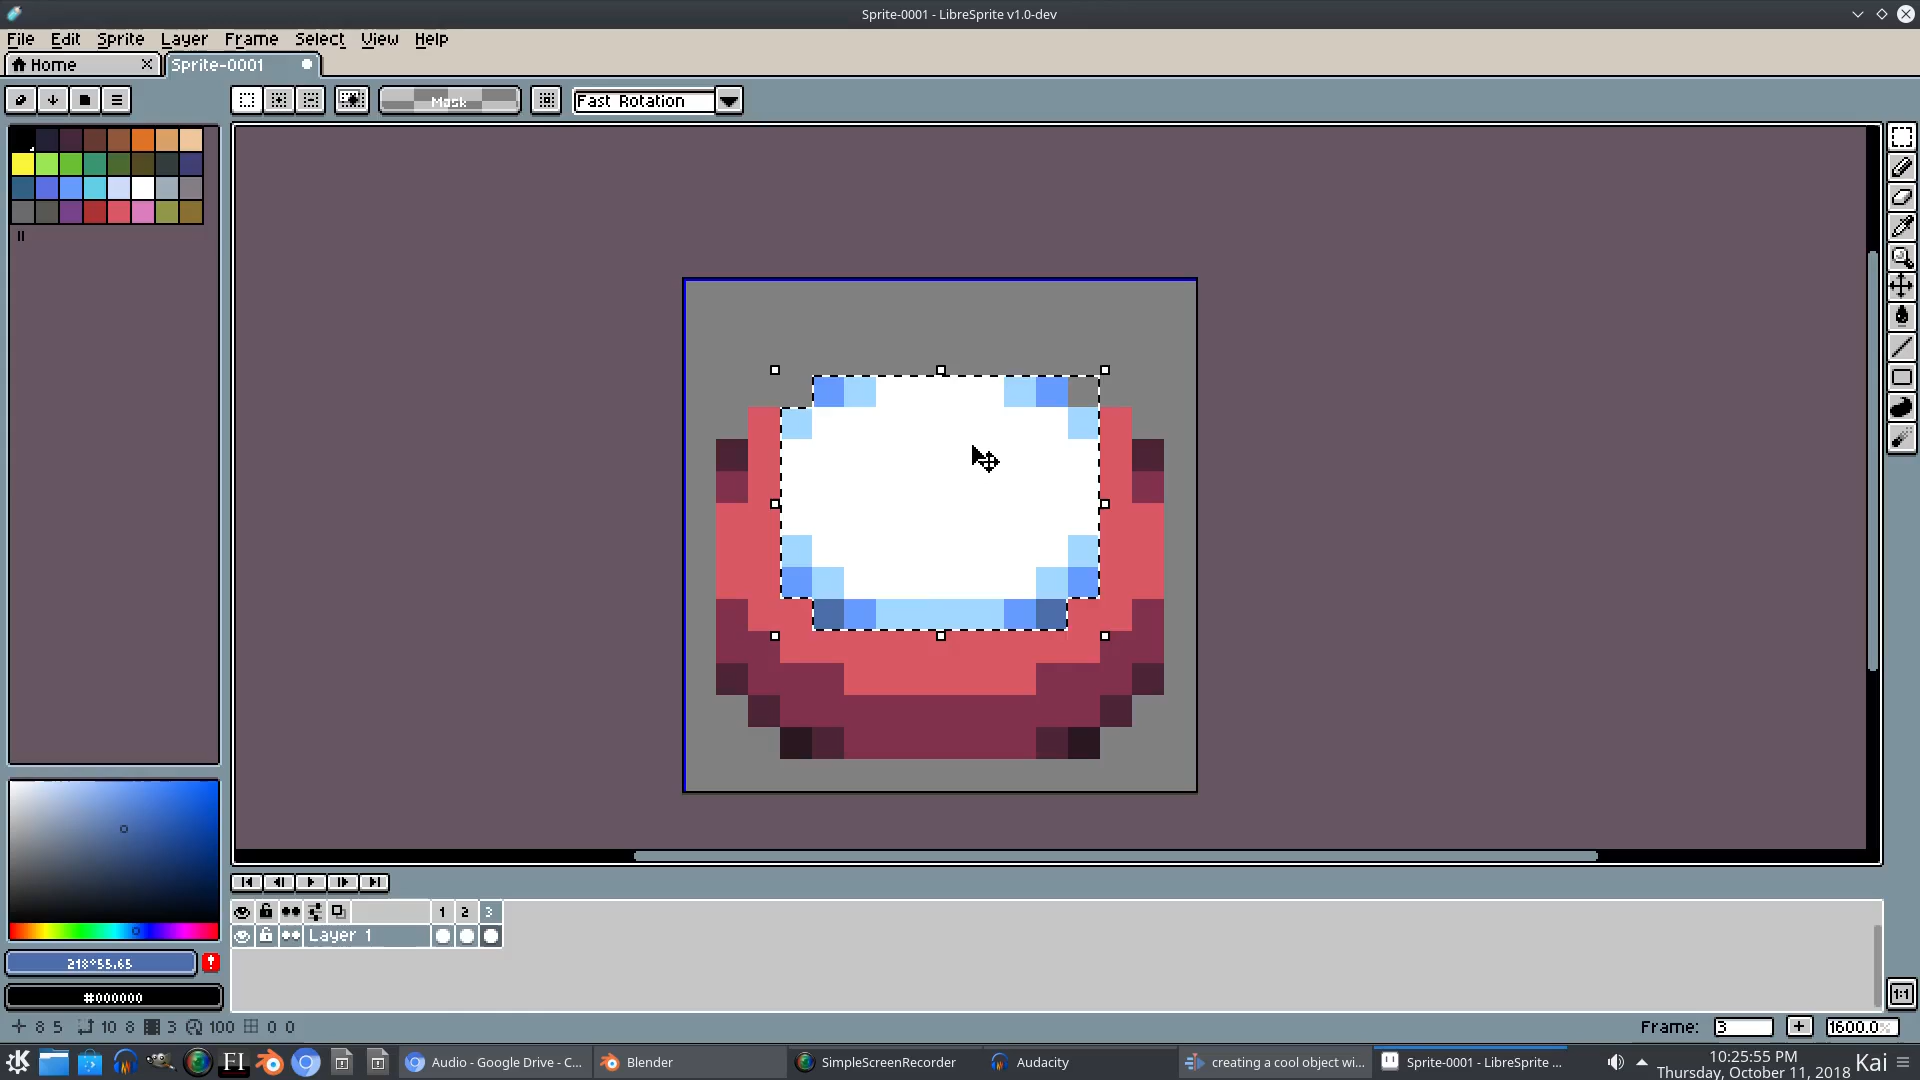 Sprite-0001 - LibreSprite v1.0-dev
File Edit Sprite Layer Frame Select View Help
Home
Sprite-0001
Mask
Fast Rotation
218°55.65
!
#000000
1 2 3
Layer 1
1:1
8 5 10 8 3 100 0 0
Frame: 3 + 1600.0%
FI
Audio - Google Drive - C...
Blender
SimpleScreenRecorder
Audacity
creating a cool object wi...
Sprite-0001 - LibreSprite ...
10:25:55 PM
Thursday, October 11, 2018
Kai